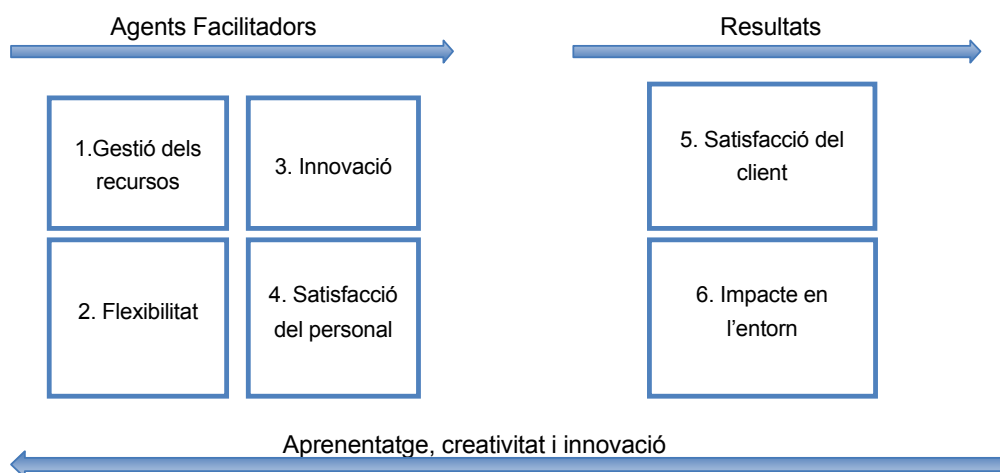 Agents Facilitadors
Resultats
1.Gestió dels
recursos
3. Innovació
5. Satisfacció del
client
2. Flexibilitat
4. Satisfacció
del personal
6. Impacte en
l’entorn
Aprenentatge, creativitat i innovació